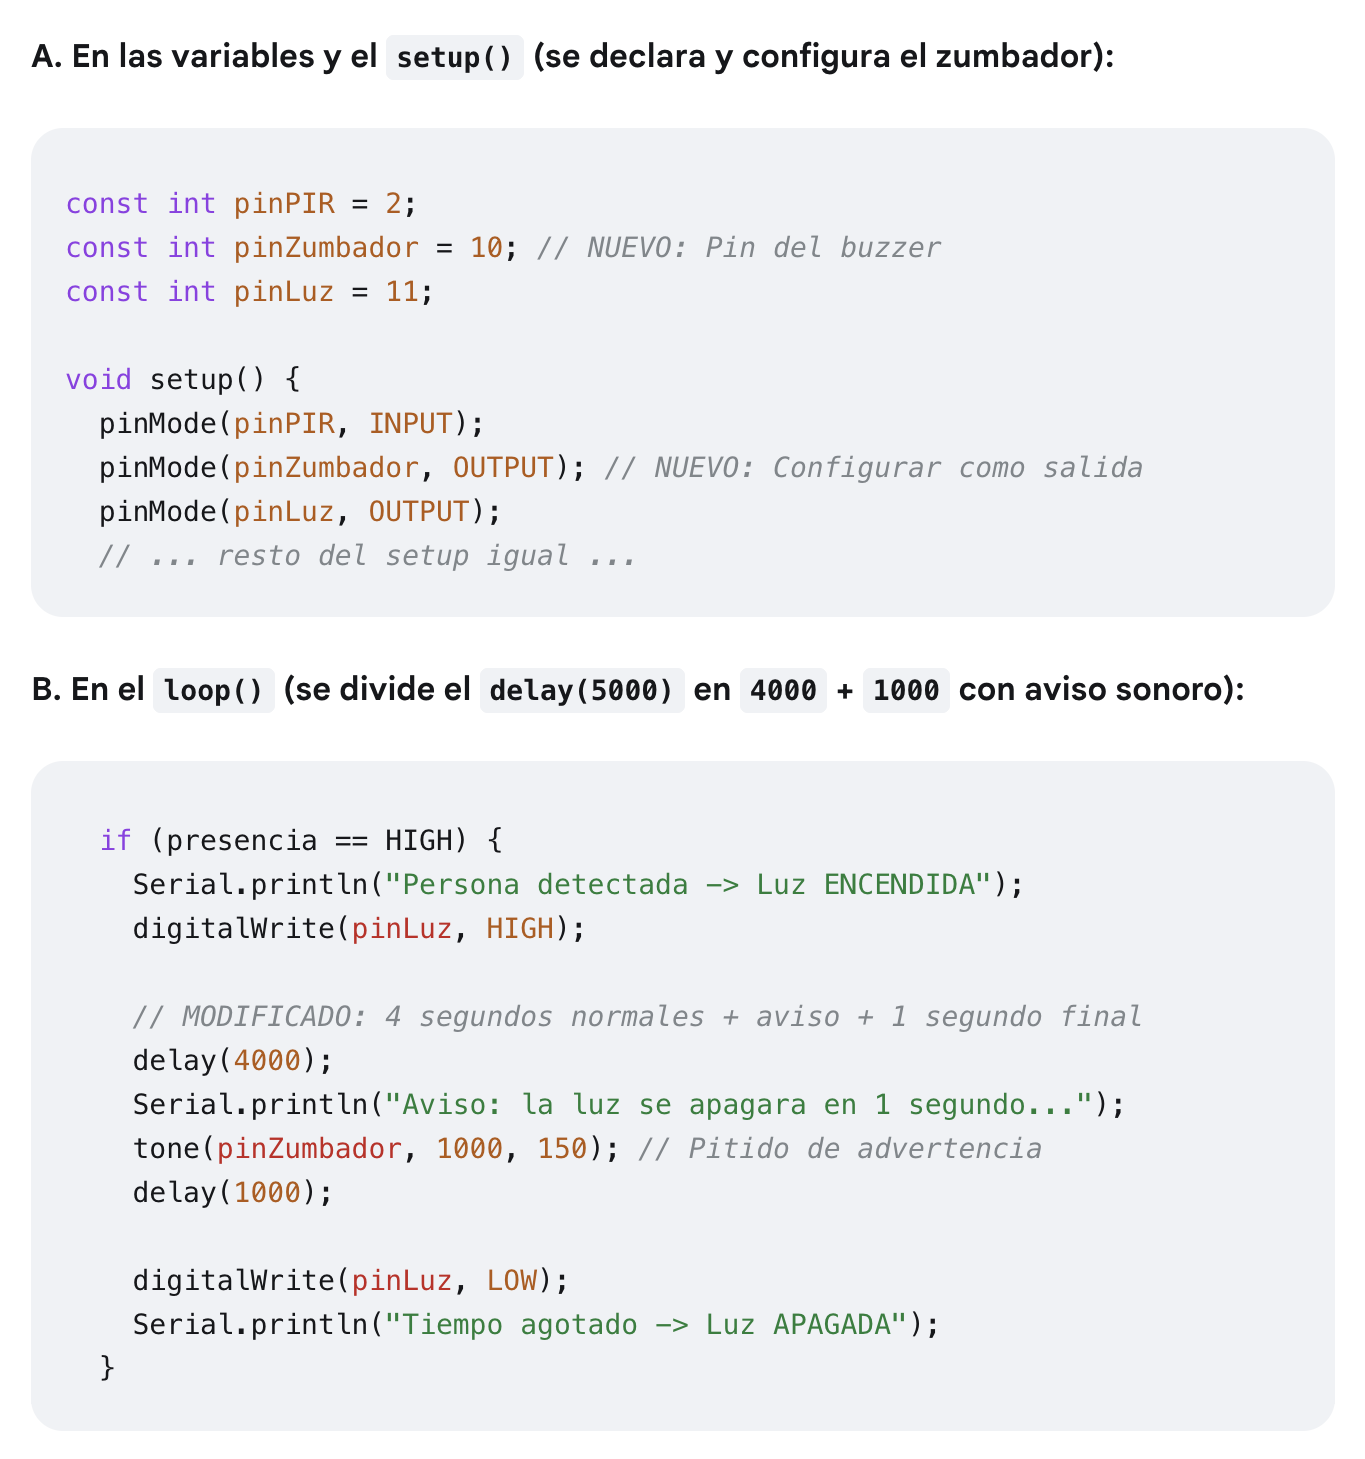 A. En las variables y el setup() (se declara y configura el zumbador):
const int pinPIR = 2;
const int pinZumbador = 10; // NUEVO: Pin del buzzer
const int pinLuz = 11;
void setup() {
  pinMode(pinPIR, INPUT);
  pinMode(pinZumbador, OUTPUT); // NUEVO: Configurar como salida
  pinMode(pinLuz, OUTPUT);
  // ... resto del setup igual ...
B. En el loop() (se divide el delay(5000) en 4000 + 1000 con aviso sonoro):
  if (presencia == HIGH) {
    Serial.println("Persona detectada -> Luz ENCENDIDA");
    digitalWrite(pinLuz, HIGH);
    // MODIFICADO: 4 segundos normales + aviso + 1 segundo final
    delay(4000);
    Serial.println("Aviso: la luz se apagara en 1 segundo...");
    tone(pinZumbador, 1000, 150); // Pitido de advertencia
    delay(1000);
    digitalWrite(pinLuz, LOW);
    Serial.println("Tiempo agotado -> Luz APAGADA");
  }